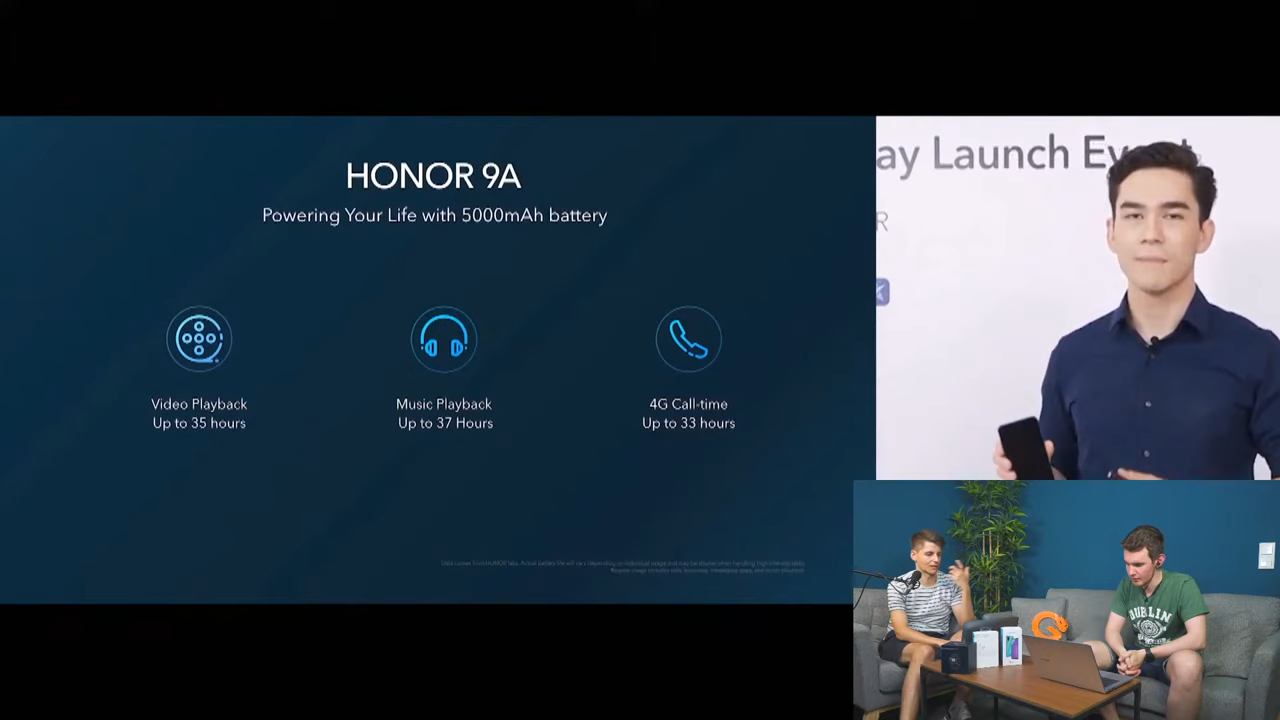 HONOR 9A
Powering Your Life with 5000mAh battery
Video Playback
Up to 35 hours
Music Playback
Up to 37 Hours
4G Call-time
Up to 33 hours
ay Launch Event
R
DUBLIN